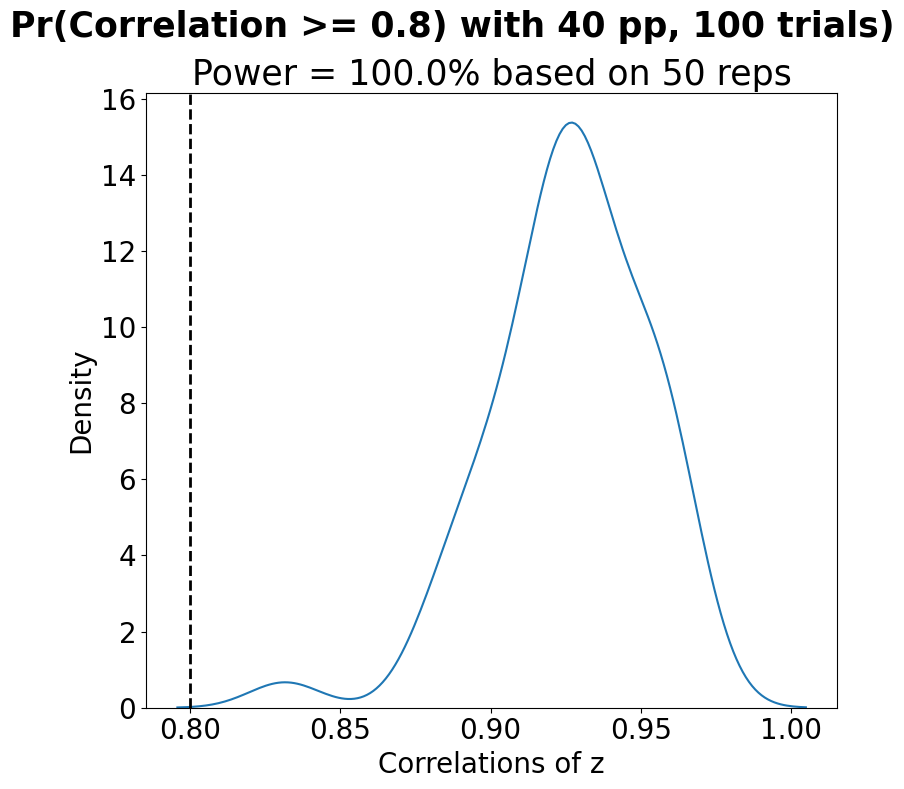 Pr(Correlation >= 0.8) with 40 pp, 100 trials)
Power = 100.0% based on 50 reps
16
14
12
10
8
6
4
2
0
Density
0.80 0.85 0.90 0.95 1.00
Correlations of z